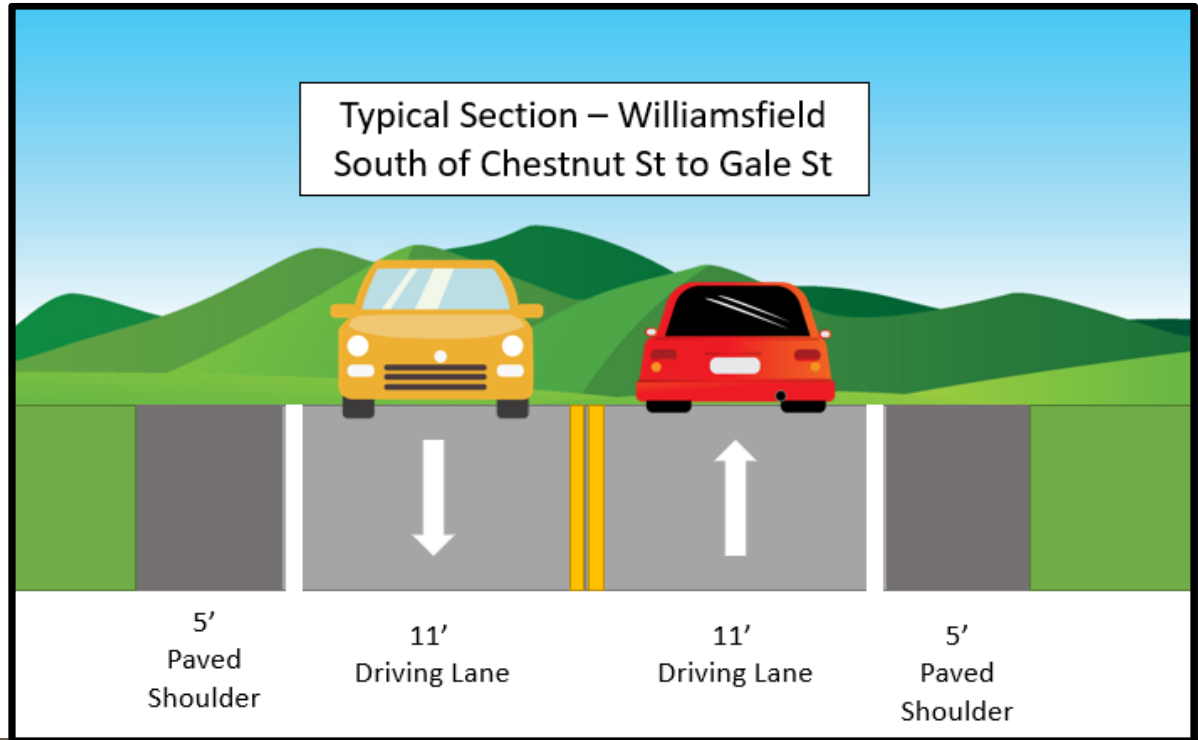 Typical Section – Williamsfield
South of Chestnut St to Gale St
5’
Paved
Shoulder
11’
Driving Lane
11’
Driving Lane
5’
Paved
Shoulder